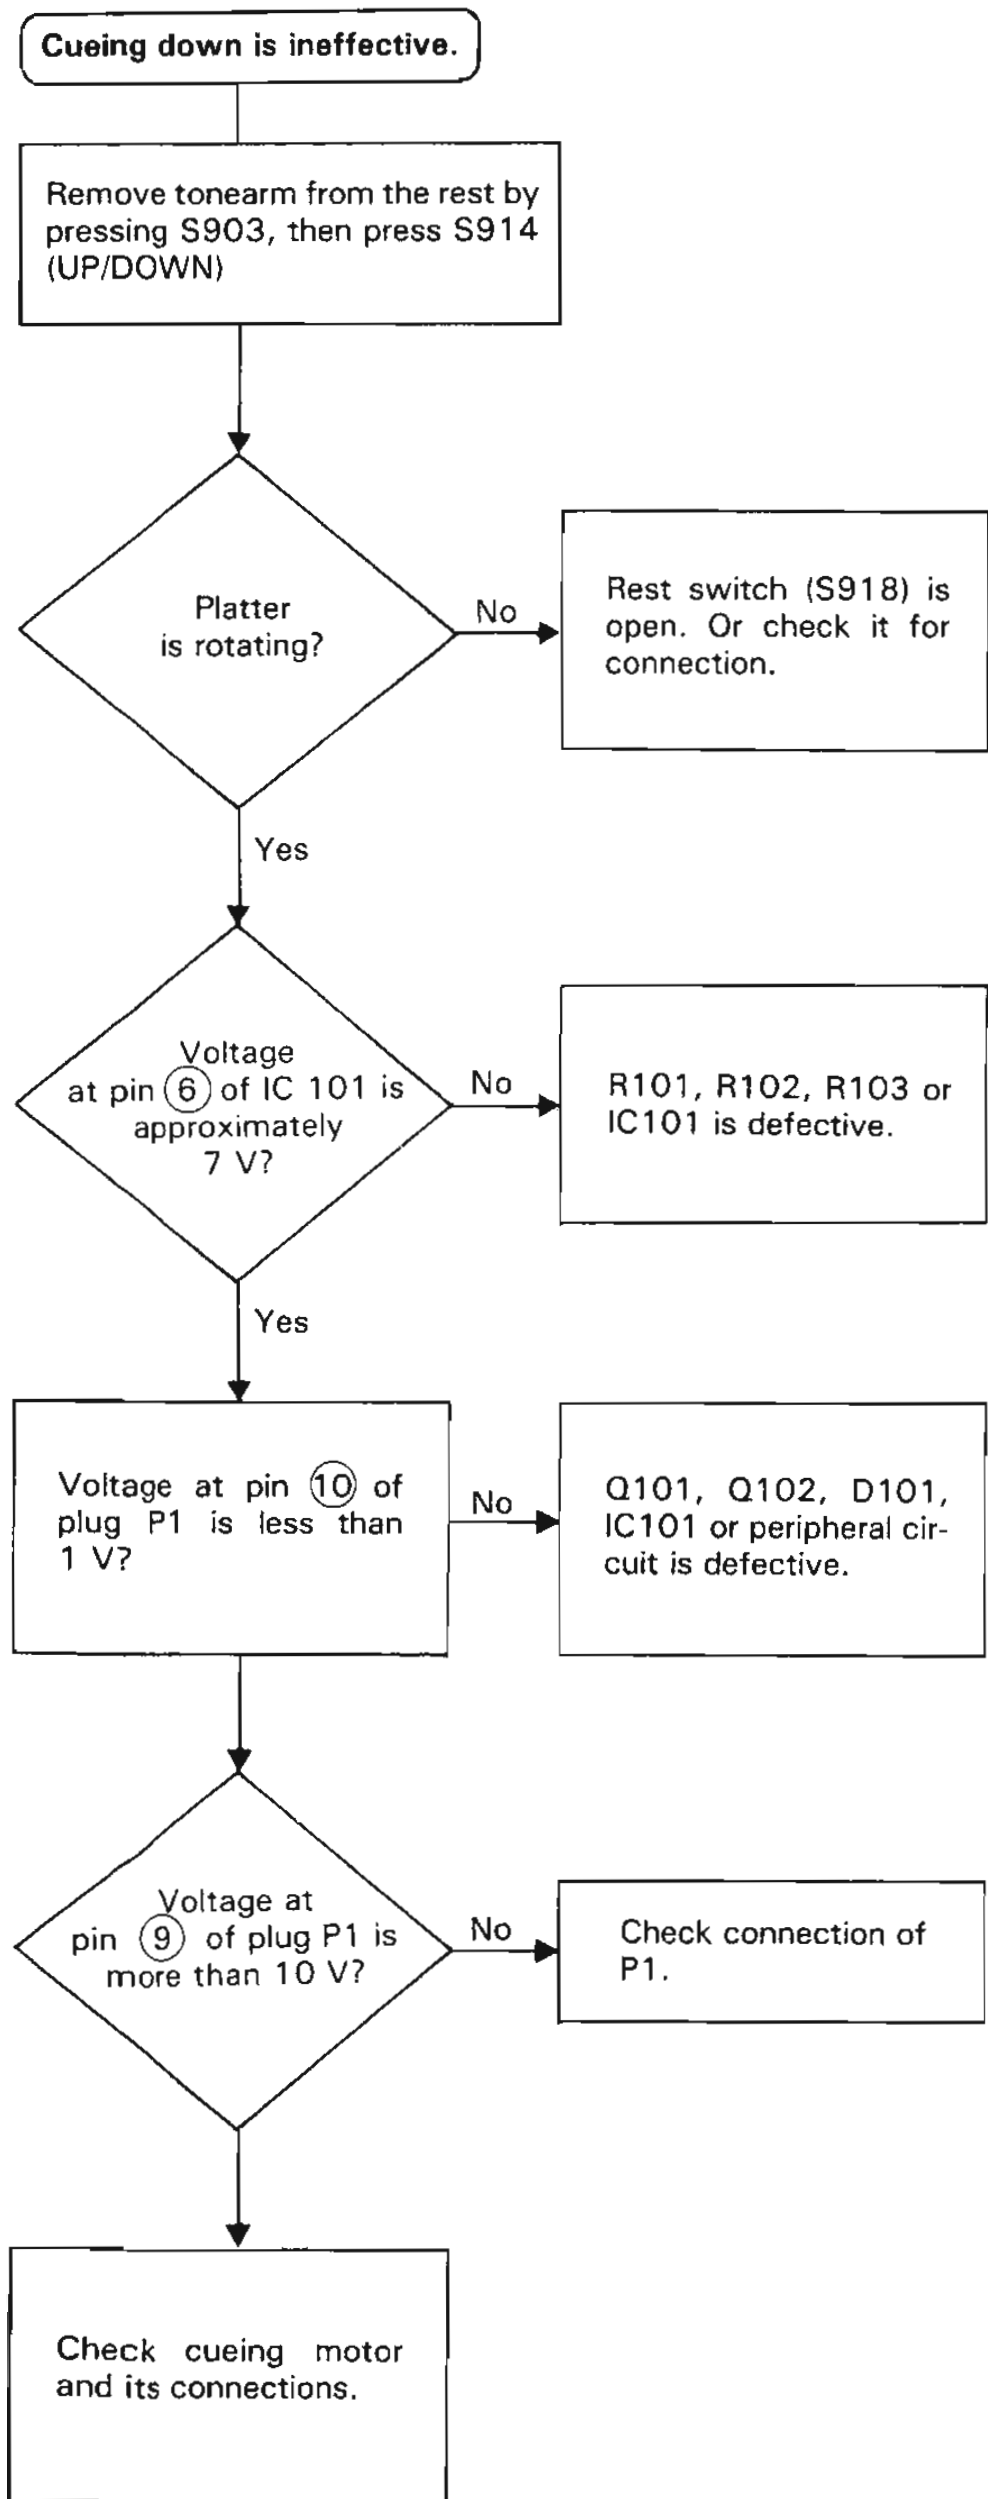 Cueing down is ineffective.
Remove tonearm from the rest by
pressing S903, then press S914
(UP/DOWN)
Platter
is rotating?
No
Rest switch (S918) is
open. Or check it for
connection.
Yes
Voltage
at pin ⑥ of IC 101 is
approximately
7 V?
No
R101, R102, R103 or
IC101 is defective.
Yes
Voltage at pin ⑩ of
plug P1 is less than
1 V?
No
Q101, Q102, D101,
IC101 or peripheral cir-
cuit is defective.
Voltage at
pin ⑨ of plug P1 is
more than 10 V?
No
Check connection of
P1.
Check cueing motor
and its connections.